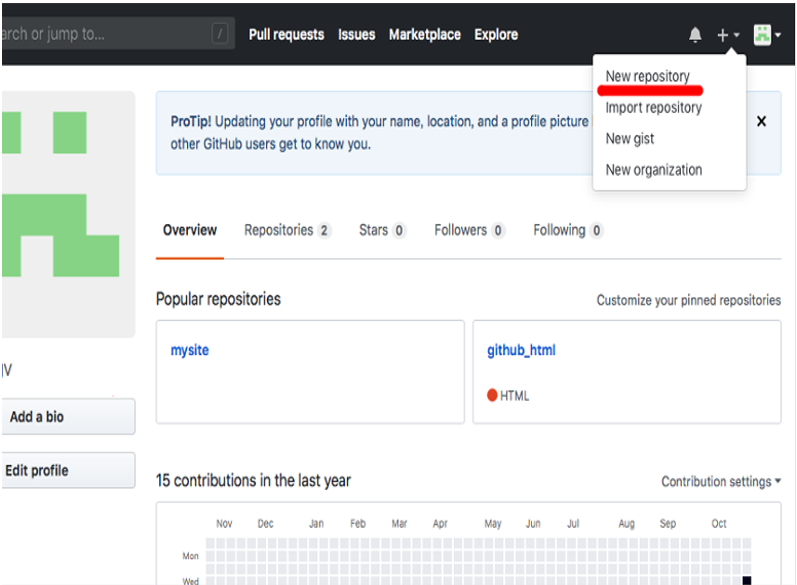 arch or jump to... /
Pull requests Issues Marketplace Explore
New repository
Import repository
New gist
New organization
ProTip! Updating your profile with your name, location, and a profile picture
other GitHub users get to know you.
Overview Repositories 2 Stars 0 Followers 0 Following 0
Popular repositories Customize your pinned repositories
mysite
github_html
HTML
Add a bio
Edit profile
15 contributions in the last year Contribution settings
Nov Dec Jan Feb Mar Apr May Jun Jul Aug Sep Oct
Mon
Wed